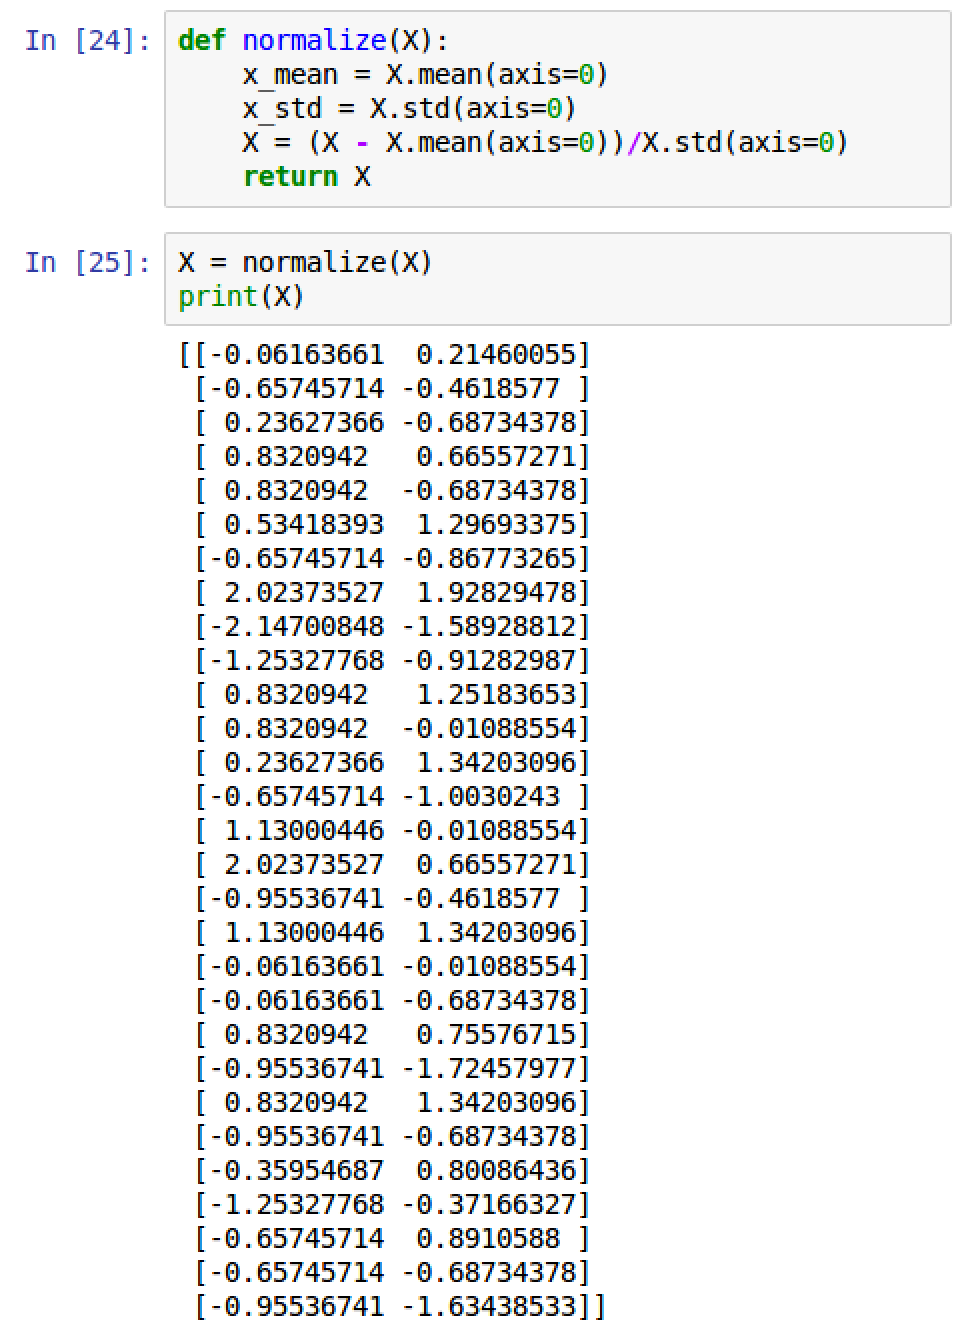 In [24]: def normalize(X):
    x_mean = X.mean(axis=0)
    x_std = X.std(axis=0)
    X = (X - X.mean(axis=0))/X.std(axis=0)
    return X
In [25]: X = normalize(X)
print(X)
[[-0.06163661  0.21460055]
 [-0.65745714 -0.4618577 ]
 [ 0.23627366 -0.68734378]
 [ 0.8320942   0.66557271]
 [ 0.8320942  -0.68734378]
 [ 0.53418393  1.29693375]
 [-0.65745714 -0.86773265]
 [ 2.02373527  1.92829478]
 [-2.14700848 -1.58928812]
 [-1.25327768 -0.91282987]
 [ 0.8320942   1.25183653]
 [ 0.8320942  -0.01088554]
 [ 0.23627366  1.34203096]
 [-0.65745714 -1.0030243 ]
 [ 1.13000446 -0.01088554]
 [ 2.02373527  0.66557271]
 [-0.95536741 -0.4618577 ]
 [ 1.13000446  1.34203096]
 [-0.06163661 -0.01088554]
 [-0.06163661 -0.68734378]
 [ 0.8320942   0.75576715]
 [-0.95536741 -1.72457977]
 [ 0.8320942   1.34203096]
 [-0.95536741 -0.68734378]
 [-0.35954687  0.80086436]
 [-1.25327768 -0.37166327]
 [-0.65745714  0.8910588 ]
 [-0.65745714 -0.68734378]
 [-0.95536741 -1.63438533]]